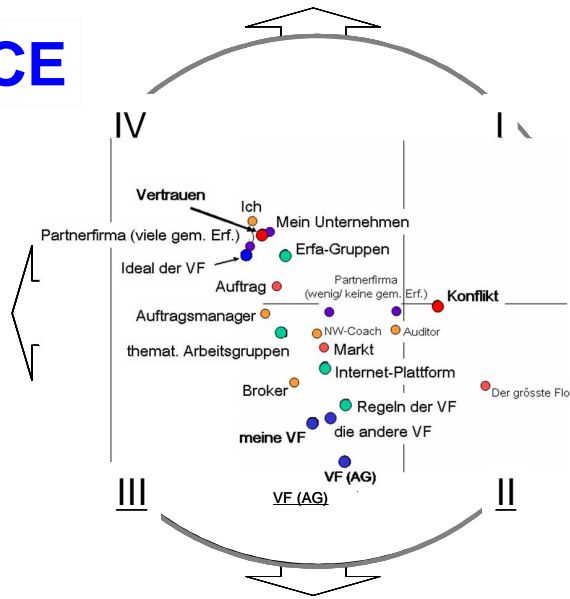 CE
IV
I
Vertrauen
Ich
Mein Unternehmen
Partnerfirma (viele gem. Erf.)
Erfa-Gruppen
Ideal der VF
Auftrag
Partnerfirma
(wenig/ keine gem. Erf.)
Konflikt
Auftragsmanager
NW-Coach
Auditor
themat. Arbeitsgruppen
Markt
Internet-Plattform
Broker
Der grösste Flo
Regeln der VF
meine VF
die andere VF
VF (AG)
III
VF (AG)
II